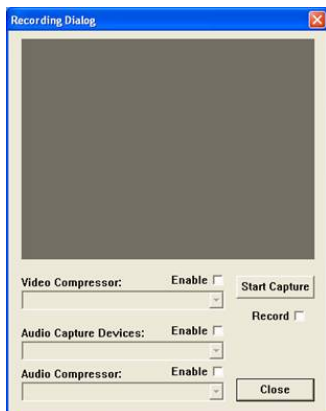 Recording Dialog
Video Compressor: Enable
Start Capture
Record
Audio Capture Devices: Enable
Audio Compressor: Enable
Close